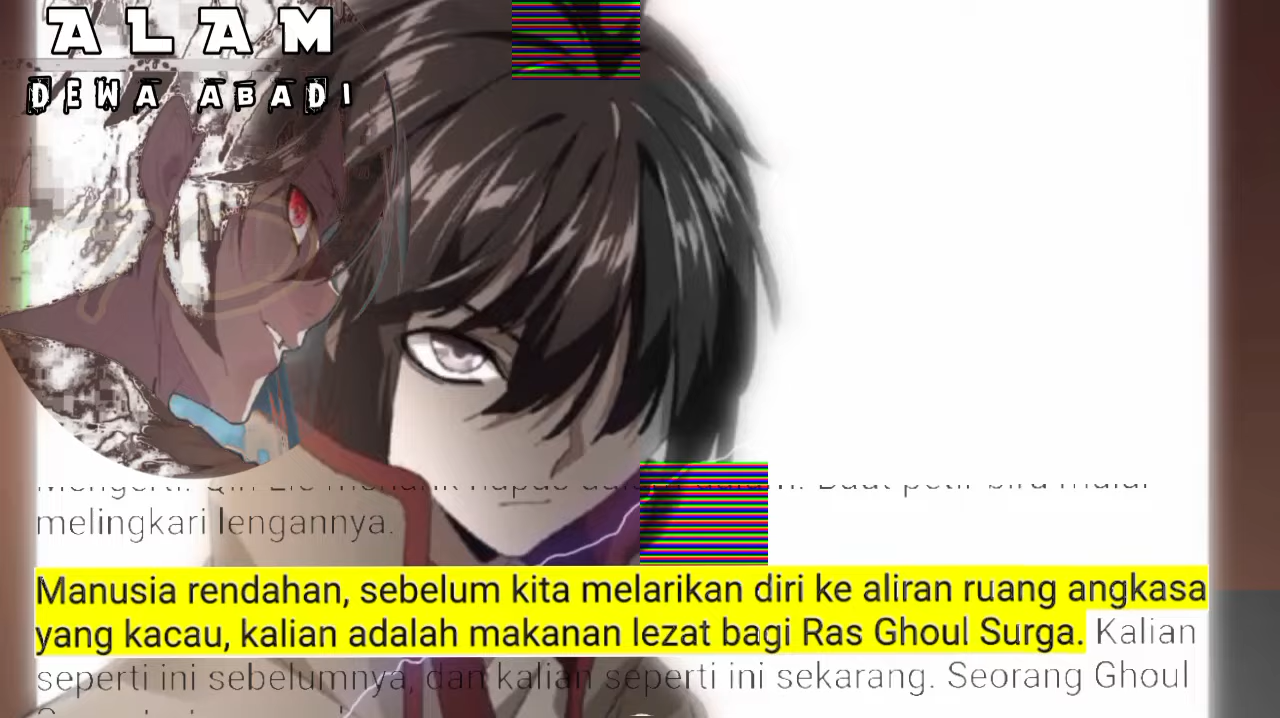 ALAM
DEWA ABADI
melingkari lengannya.
Manusia rendahan, sebelum kita melarikan diri ke aliran ruang angkasa
yang kacau, kalian adalah makanan lezat bagi Ras Ghoul Surga. Kalian
seperti ini sebelumnya, dan kalian seperti ini sekarang. Seorang Ghoul